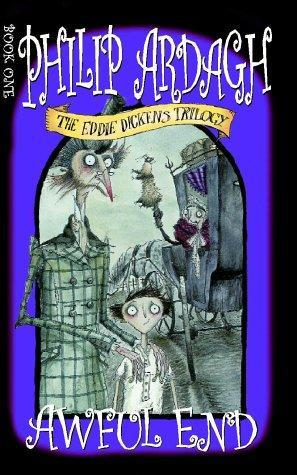 BOOK ONE
PHILIP ARDAGH
THE EDDIE DICKENS TRILOGY
AWFUL END